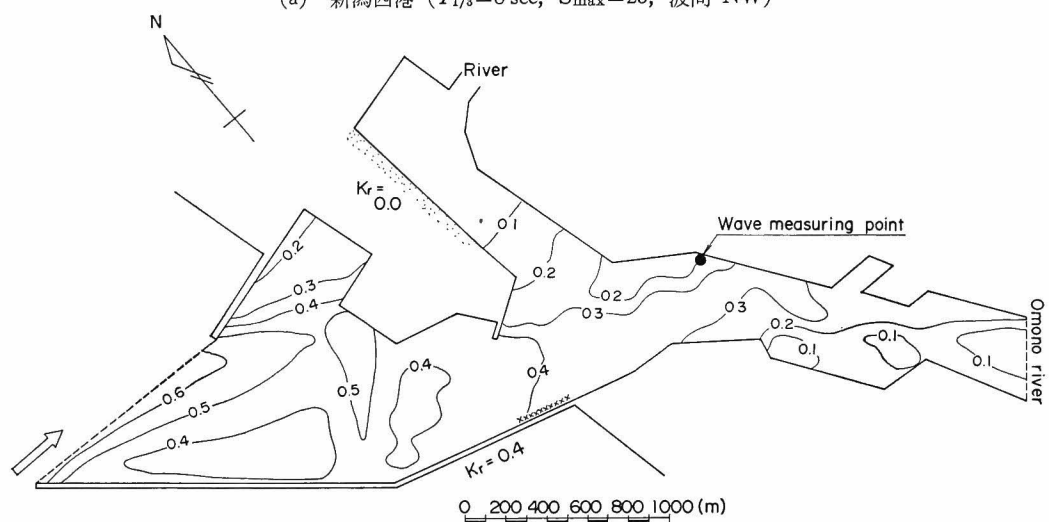 (a) 新潟西港 (T1/3=8 sec, Smax=25, 波向 NW)
N
River
Kr=
0.0
0.1
Wave measuring point
0.2
0.2
0.2
0.3
0.3
0.3
0.4
0.2
0.1
0.1
0.1
Omono river
0.6
0.5
0.5
0.4
0.4
0.4
Kr=0.4
xxxxxxxxxx
0 200 400 600 800 1000 (m)